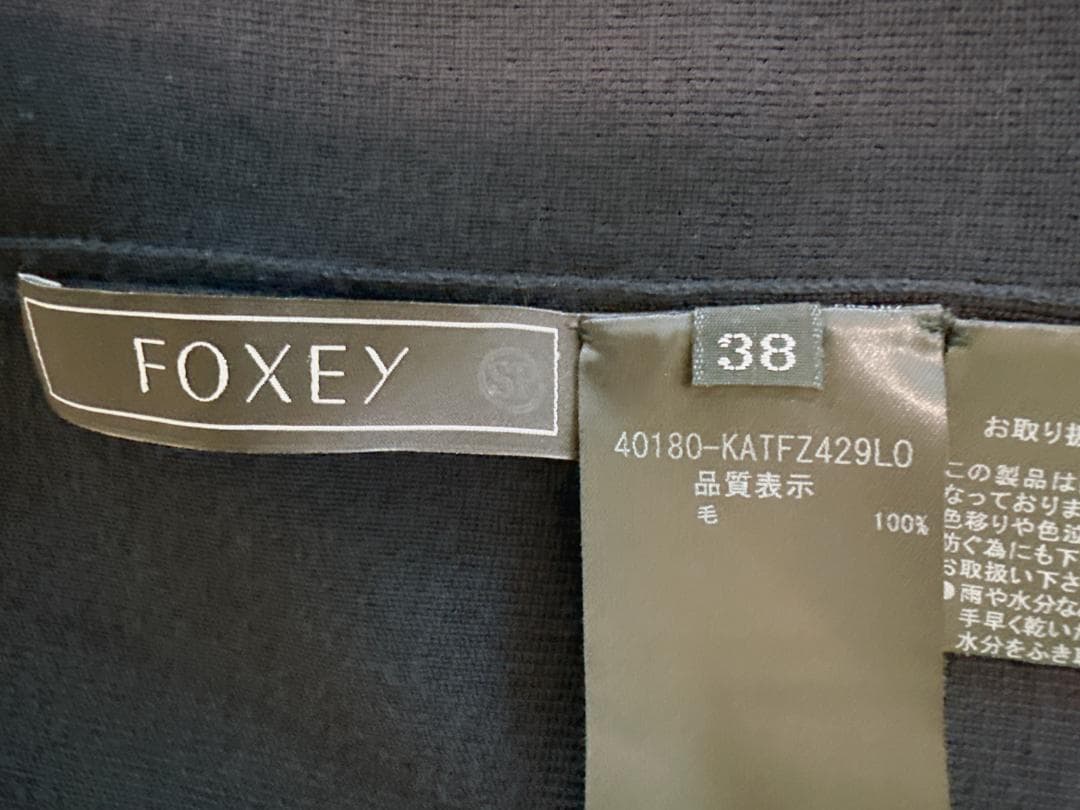 FOXEY
38
40180-KATFZ429LO
品質表示
毛 100%
お取り扱
この製品は
なっておりま
色移りや色泣
防ぐ為にも下
お取扱い下さ
●雨や水分な
手早く乾いた
水分をふき取